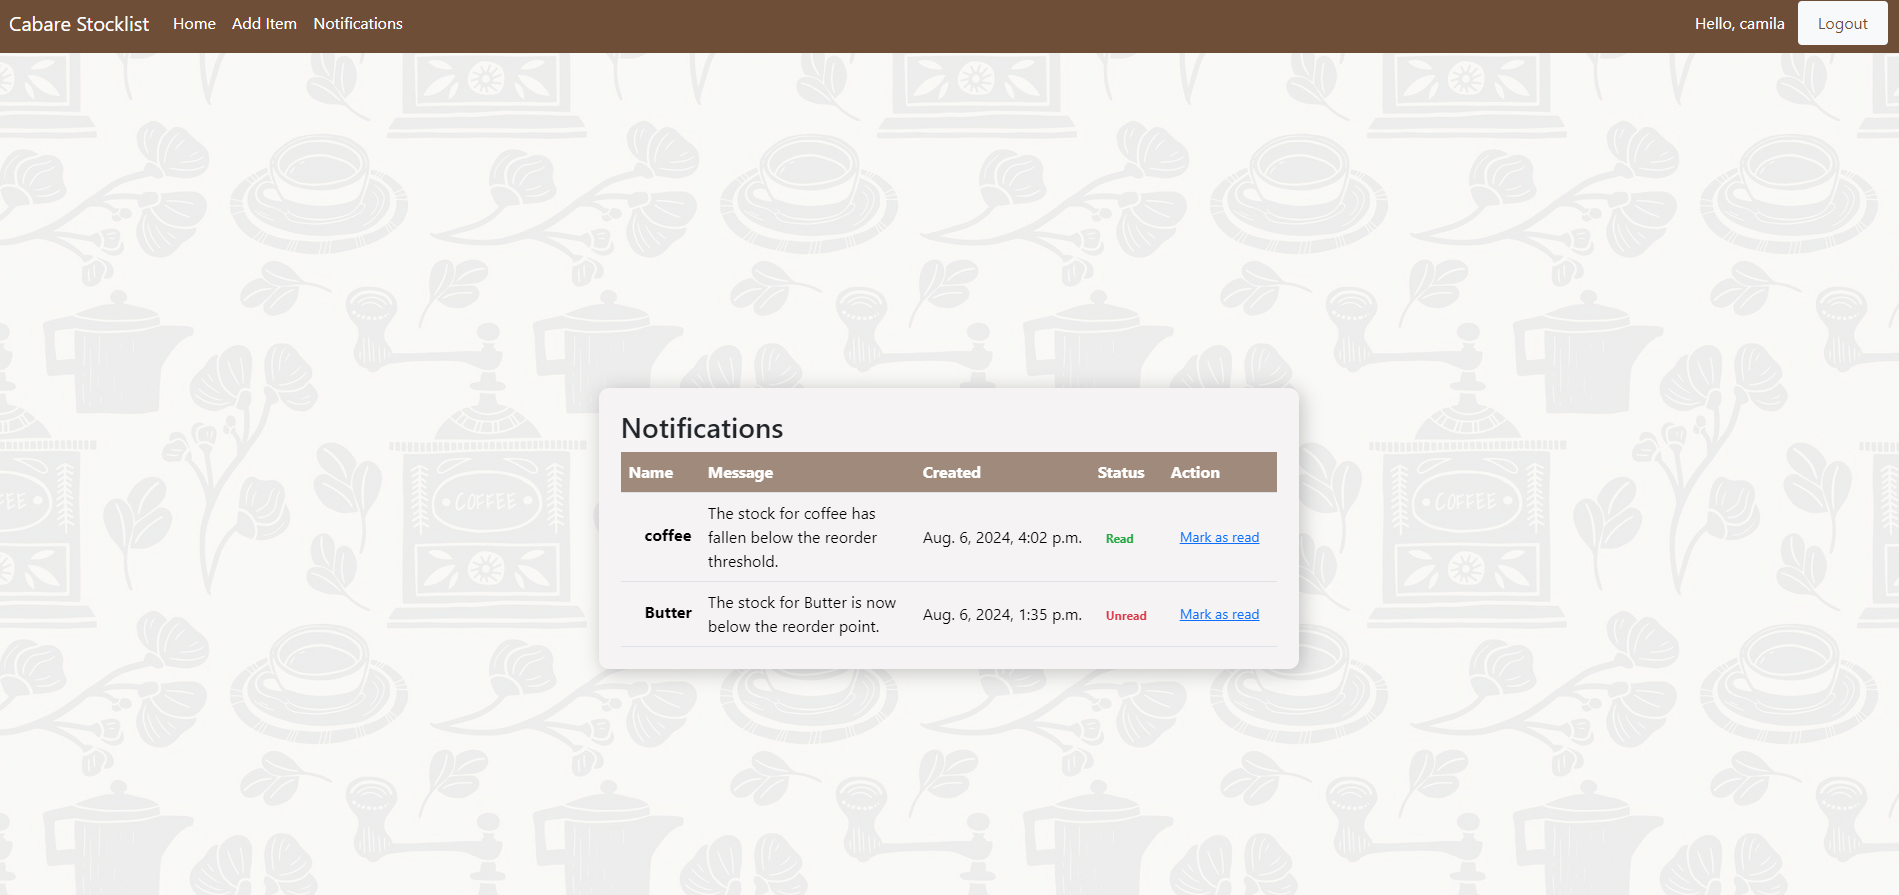 Cabare Stocklist Home Add Item Notifications Hello, camila Logout
Notifications
Name Message Created Status Action
coffee The stock for coffee has fallen below the reorder threshold. Aug. 6, 2024, 4:02 p.m. Read Mark as read
Butter The stock for Butter is now below the reorder point. Aug. 6, 2024, 1:35 p.m. Unread Mark as read
COFFEE
COFFEE